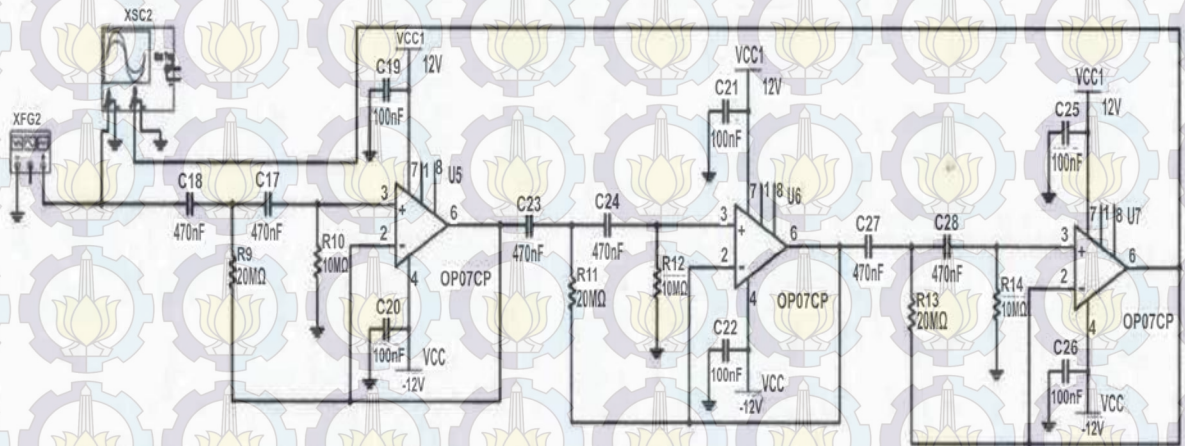 XSC2
XFG2
C18
470nF
C17
470nF
R9
20MΩ
R10
10MΩ
C19
100nF
VCC1
12V
3
2
7
1
8
U5
6
4
OP07CP
C20
100nF
VCC
-12V
C23
470nF
C24
470nF
R11
20MΩ
R12
10MΩ
C21
100nF
VCC1
12V
3
2
7
1
8
U6
6
4
OP07CP
C22
100nF
VCC
-12V
C27
470nF
C28
470nF
R13
20MΩ
R14
10MΩ
C25
100nF
VCC1
12V
3
2
7
1
8
U7
6
4
OP07CP
C26
100nF
VCC
-12V